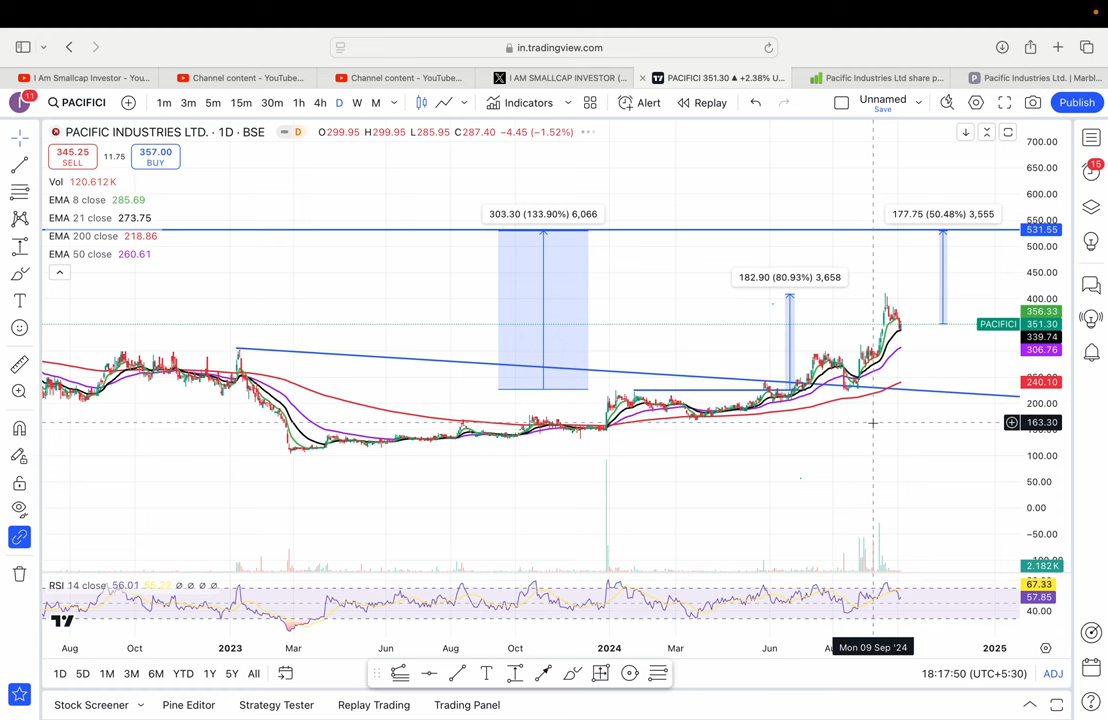 in.tradingview.com
I Am Smallcap Investor - You...
Channel content - YouTube...
Channel content - YouTube...
I AM SMALLCAP INVESTOR (...
PACIFICI 351.30 ▲ +2.38% U...
Pacific Industries Ltd share p...
Pacific Industries Ltd. | Marbl...
11
PACIFICI
1m 3m 5m 15m 30m 1h 4h D W M
Indicators
Alert
Replay
Unnamed
Save
Publish
PACIFIC INDUSTRIES LTD. · 1D · BSE
D
O299.95 H299.95 L285.95 C287.40 −4.45 (−1.52%)
345.25
SELL
11.75
357.00
BUY
Vol 120.612K
EMA 8 close 285.69
EMA 21 close 273.75
EMA 200 close 218.86
EMA 50 close 260.61
303.30 (133.90%) 6,066
182.90 (80.93%) 3,658
177.75 (50.48%) 3,555
700.00
650.00
600.00
550.00
531.55
500.00
450.00
400.00
356.33
PACIFICI 351.30
339.74
306.76
240.10
200.00
163.30
100.00
50.00
0.00
−50.00
−100.00
2.182K
15
RSI 14 close 56.01 ∅ ∅ ∅ ∅
67.33
57.85
40.00
Aug Oct 2023 Mar Jun Aug Oct 2024 Mar Jun Mon 09 Sep '24 2025
1D 5D 1M 3M 6M YTD 1Y 5Y All
18:17:50 (UTC+5:30) ADJ
Stock Screener Pine Editor Strategy Tester Replay Trading Trading Panel